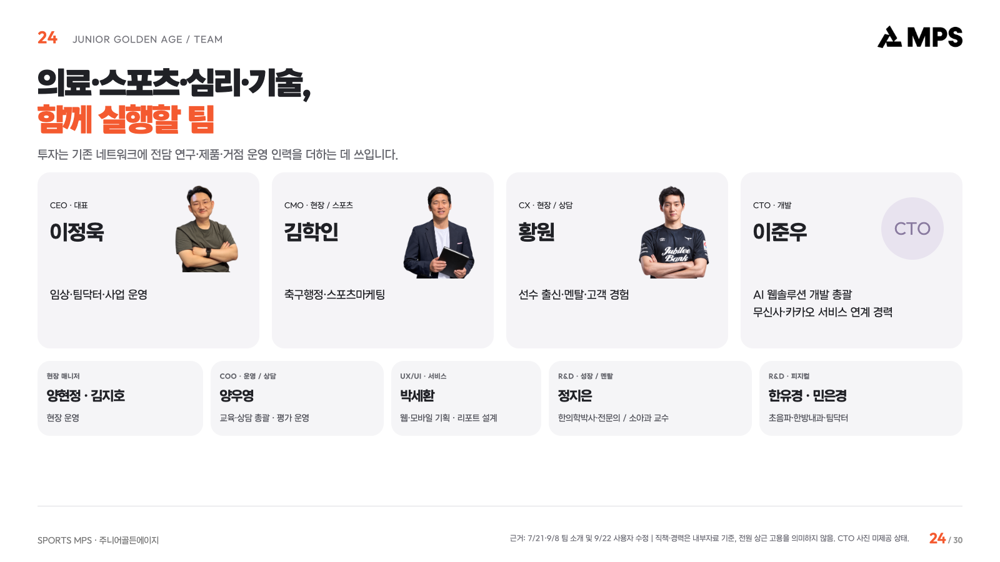 24 JUNIOR GOLDEN AGE / TEAM
MPS
의료·스포츠·심리·기술,
함께 실행할 팀
투자는 기존 네트워크에 전담 연구·제품·거점 운영 인력을 더하는 데 쓰입니다.
CEO · 대표
이정욱
임상·팀닥터·사업 운영
CMO · 현장 / 스포츠
김학인
축구행정·스포츠마케팅
CX · 현장 / 상담
황원
Jubilee
Bank
선수 출신·멘탈·고객 경험
CTO · 개발
이준우
CTO
AI 웹솔루션 개발 총괄
무신사·카카오 서비스 연계 경력
현장 매니저
양현정 · 김지호
현장 운영
COO · 운영 / 상담
양우영
교육·상담 총괄 · 평가 운영
UX/UI · 서비스
박세환
웹·모바일 기획 · 리포트 설계
R&D · 성장 / 멘탈
정지은
한의학박사·전문의 / 소아과 교수
R&D · 피지컬
한유경 · 민은경
초음파·한방내과·팀닥터
SPORTS MPS · 주니어골든에이지
근거: 7/21·9/8 팀 소개 및 9/22 사용자 수정 | 직책·경력은 내부자료 기준, 전원 상근 고용을 의미하지 않음. CTO 사진 미제공 상태.
24 / 30